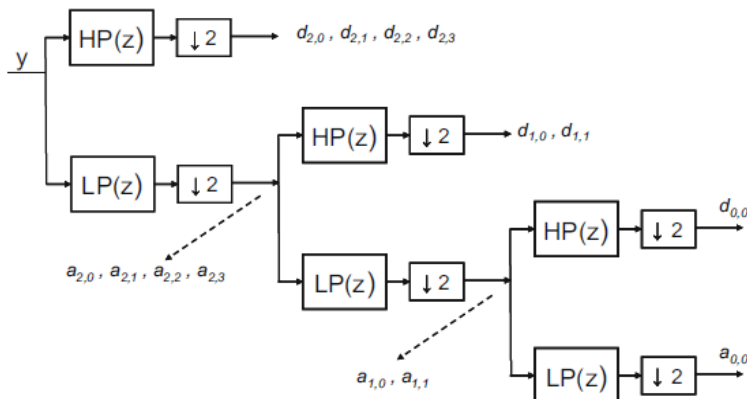 HP(z) ↓ 2 d2,0 , d2,1 , d2,2 , d2,3
y
HP(z) ↓ 2 d1,0 , d1,1
LP(z) ↓ 2
HP(z) ↓ 2 d0,0
a2,0 , a2,1 , a2,2 , a2,3
LP(z) ↓ 2
a1,0 , a1,1
LP(z) ↓ 2 a0,0